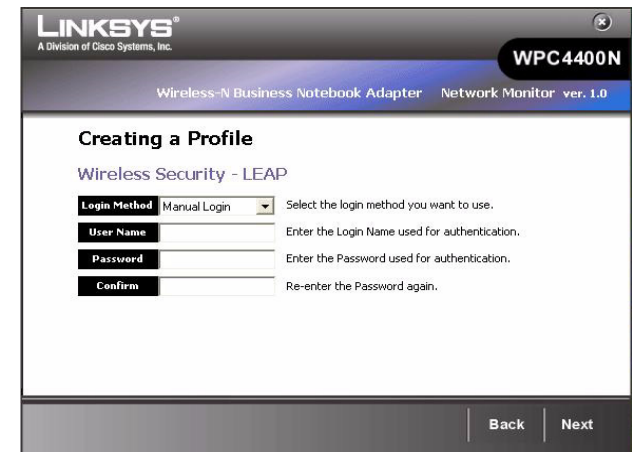 LINKSYS®
A Division of Cisco Systems, Inc.
WPC4400N
Wireless-N Business Notebook Adapter Network Monitor ver. 1.0
Creating a Profile
Wireless Security - LEAP
Login Method Manual Login Select the login method you want to use.
User Name Enter the Login Name used for authentication.
Password Enter the Password used for authentication.
Confirm Re-enter the Password again.
Back Next